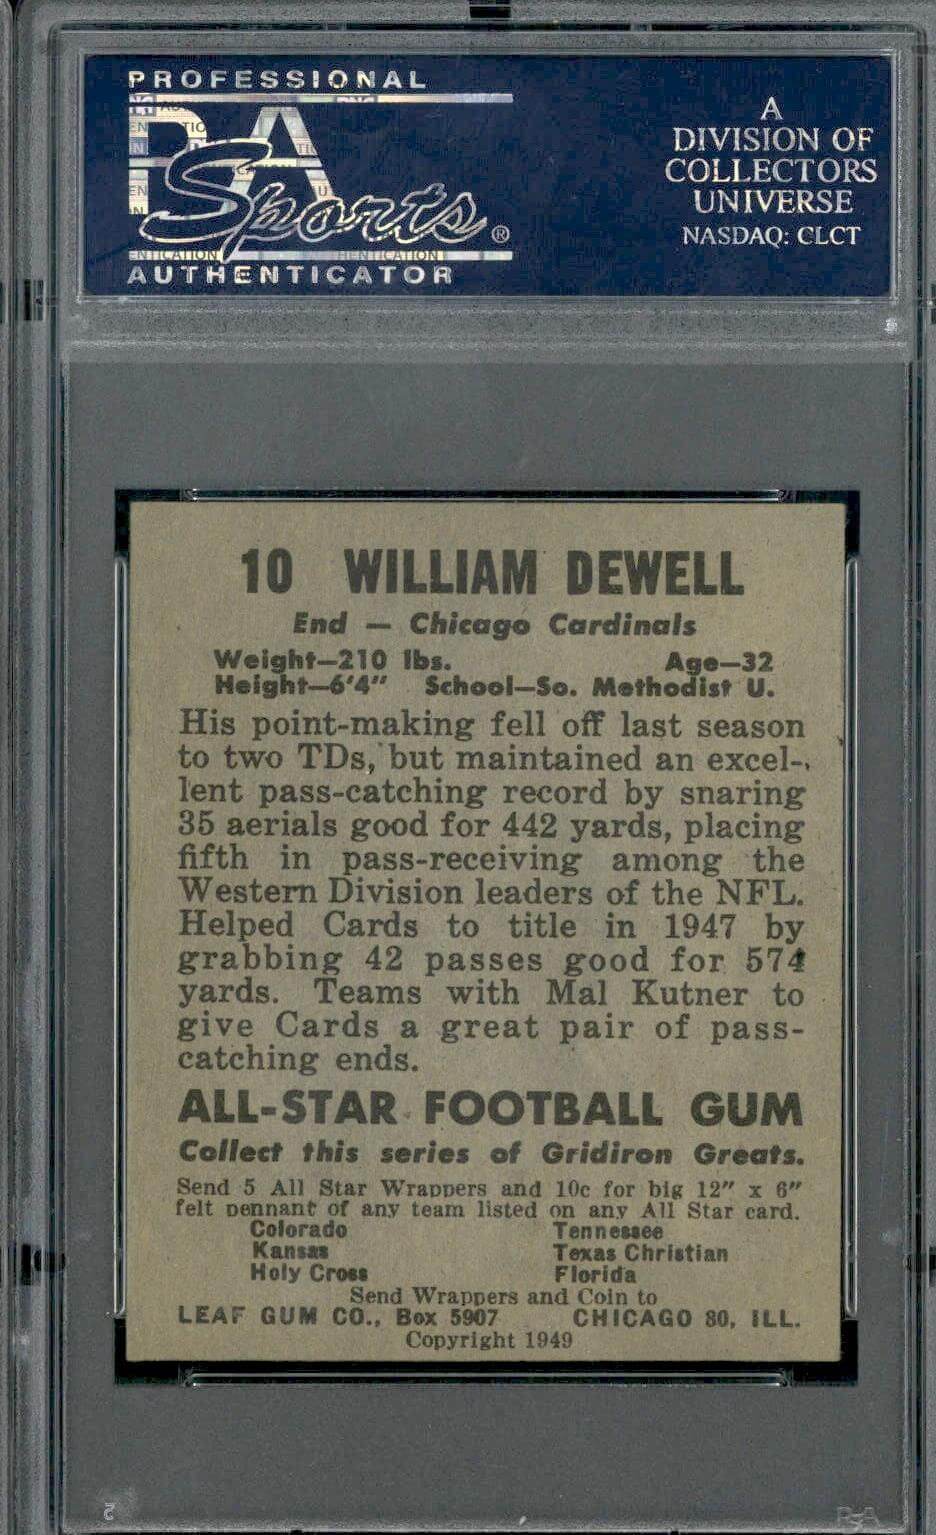 PROFESSIONAL
PSA
Sports®
AUTHENTICATOR
A
DIVISION OF
COLLECTORS
UNIVERSE
NASDAQ: CLCT
10 WILLIAM DEWELL
End — Chicago Cardinals
Weight—210 lbs. Age—32
Height—6'4" School—So. Methodist U.
His point-making fell off last season
to two TDs, but maintained an excel-
lent pass-catching record by snaring
35 aerials good for 442 yards, placing
fifth in pass-receiving among the
Western Division leaders of the NFL.
Helped Cards to title in 1947 by
grabbing 42 passes good for 574
yards. Teams with Mal Kutner to
give Cards a great pair of pass-
catching ends.
ALL-STAR FOOTBALL GUM
Collect this series of Gridiron Greats.
Send 5 All Star Wrappers and 10c for big 12" x 6"
felt pennant of any team listed on any All Star card.
Colorado Tennessee
Kansas Texas Christian
Holy Cross Florida
Send Wrappers and Coin to
LEAF GUM CO., Box 5907 CHICAGO 80, ILL.
Copyright 1949
PSA